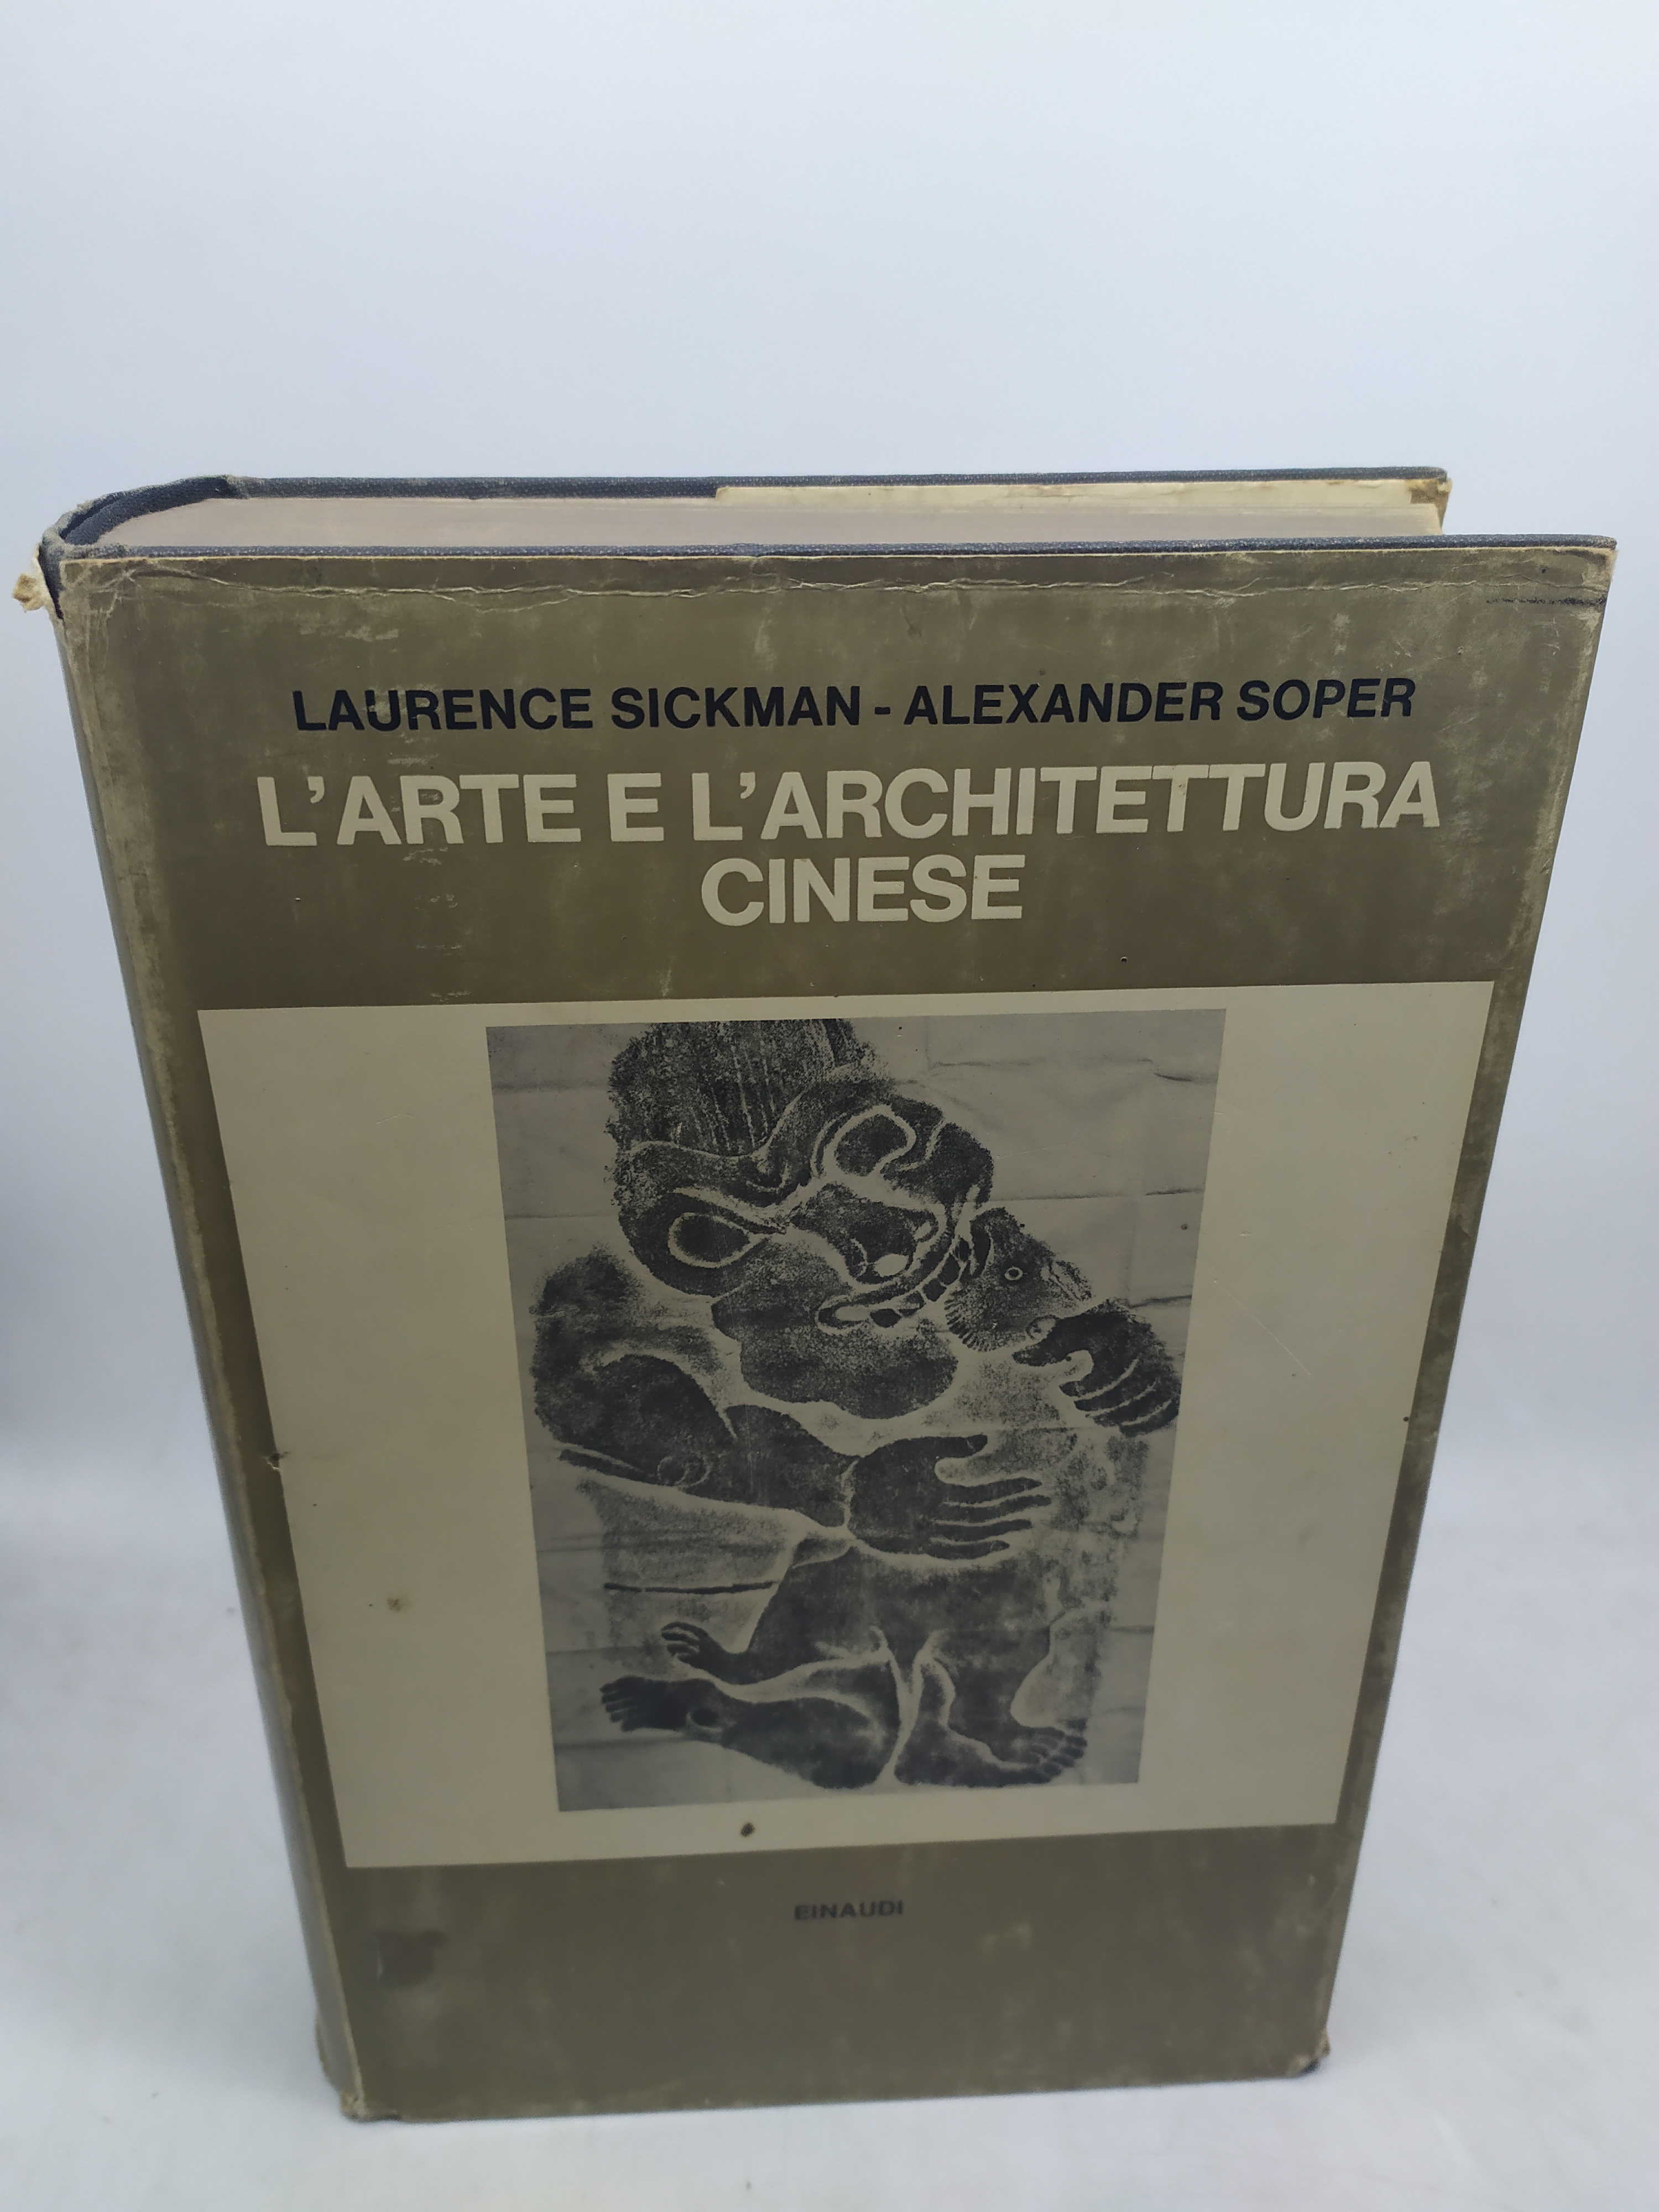 LAURENCE SICKMAN - ALEXANDER SOPER
L'ARTE E L'ARCHITETTURA
CINESE
EINAUDI